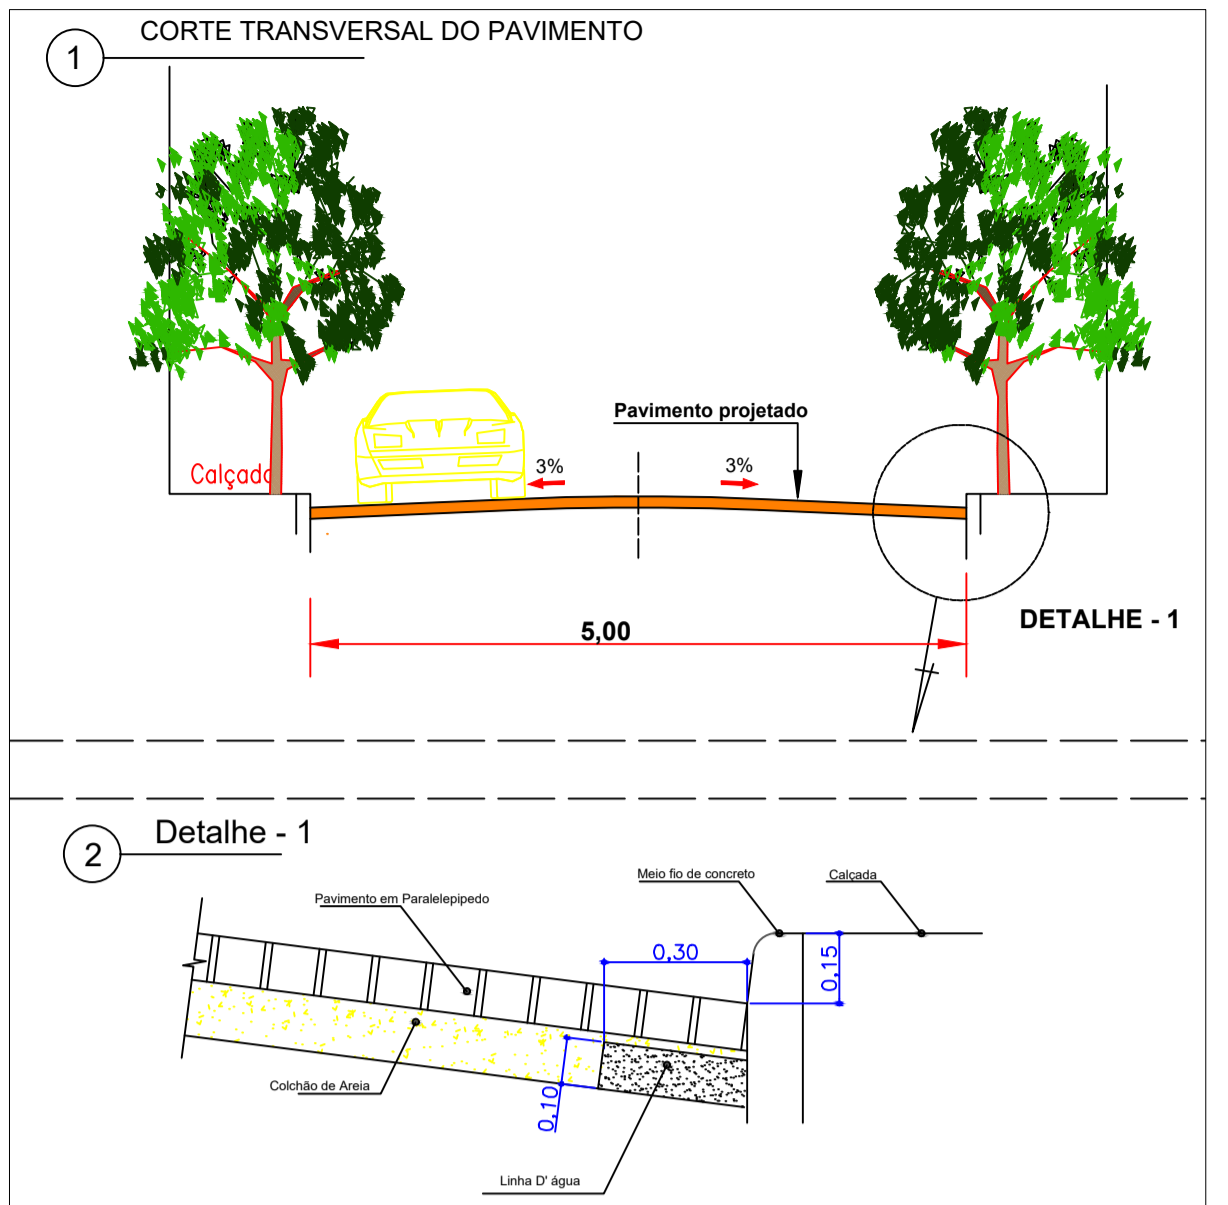 1
CORTE TRANSVERSAL DO PAVIMENTO
Pavimento projetado
Calçada
3%
3%
5,00
DETALHE - 1
2
Detalhe - 1
Meio fio de concreto
Calçada
Pavimento em Paralelepipedo
0,30
0,15
Colchão de Areia
0,10
Linha D' água